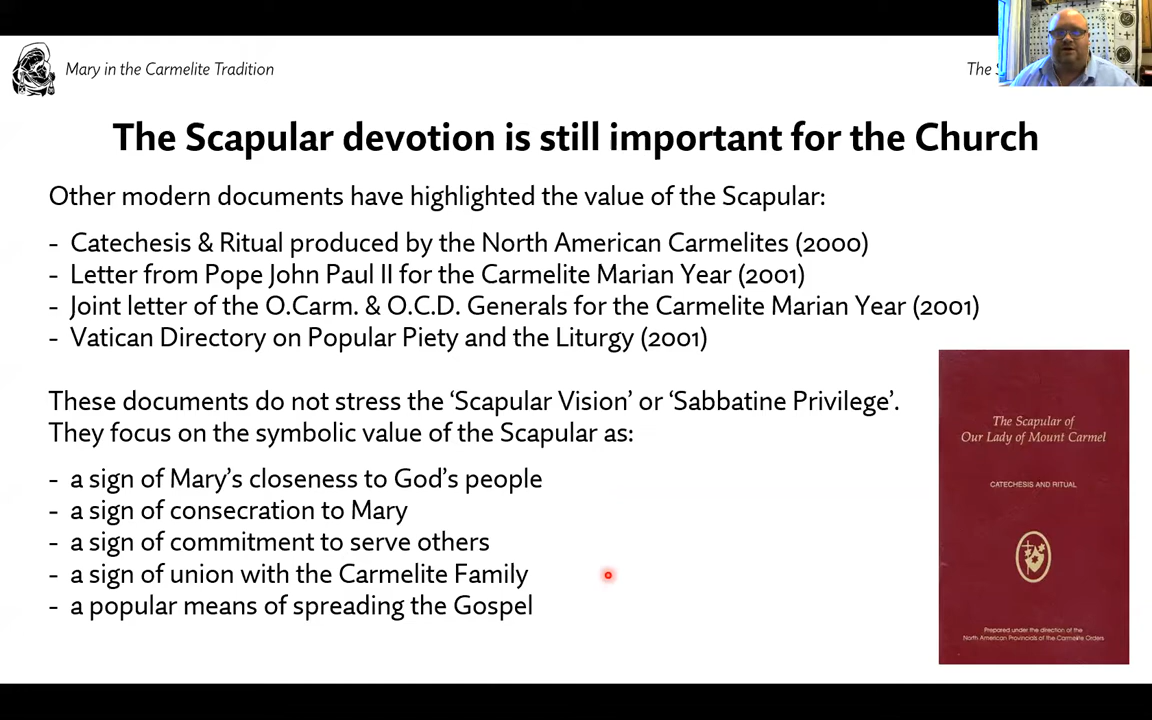 Mary in the Carmelite Tradition
The
The Scapular devotion is still important for the Church
Other modern documents have highlighted the value of the Scapular:
- Catechesis & Ritual produced by the North American Carmelites (2000)
- Letter from Pope John Paul II for the Carmelite Marian Year (2001)
- Joint letter of the O.Carm. & O.C.D. Generals for the Carmelite Marian Year (2001)
- Vatican Directory on Popular Piety and the Liturgy (2001)
These documents do not stress the ‘Scapular Vision’ or ‘Sabbatine Privilege’.
They focus on the symbolic value of the Scapular as:
- a sign of Mary’s closeness to God’s people
- a sign of consecration to Mary
- a sign of commitment to serve others
- a sign of union with the Carmelite Family
- a popular means of spreading the Gospel
The Scapular of
Our Lady of Mount Carmel
CATECHESIS AND RITUAL
Prepared under the direction of the
North American Provincials of the Carmelite Orders